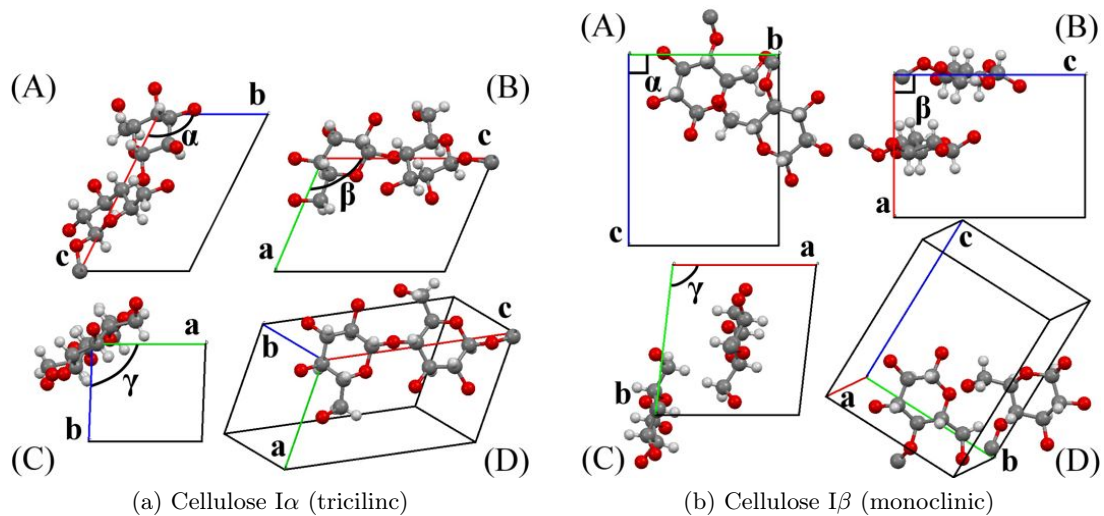 (A)
b
α
c
(B)
c
β
a
a
γ
b
(C)
c
b
a
(D)
(a) Cellulose Iα (tricilinc)
(A)
b
α
c
(B)
c
β
a
a
γ
b
(C)
c
a
b
(D)
(b) Cellulose Iβ (monoclinic)